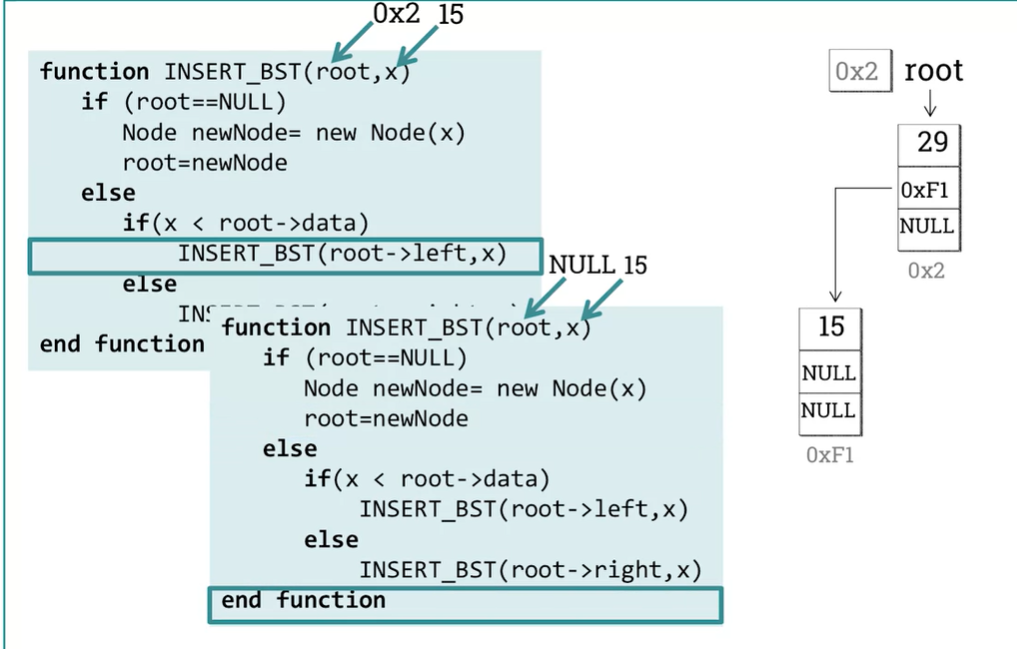 0x2 15
function INSERT_BST(root,x)
if (root==NULL)
Node newNode= new Node(x)
root=newNode
else
if(x < root->data)
INSERT_BST(root->left,x)
else
end function
NULL 15
function INSERT_BST(root,x)
if (root==NULL)
Node newNode= new Node(x)
root=newNode
else
if(x < root->data)
INSERT_BST(root->left,x)
else
INSERT_BST(root->right,x)
end function
0x2 root
29
0xF1
NULL
0x2
15
NULL
NULL
0xF1